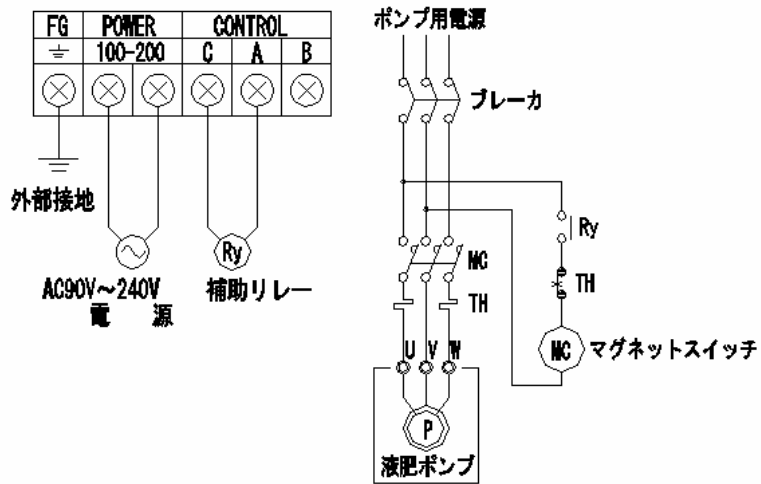 FG POWER CONTROL
100-200 C A B
外部接地
AC90V～240V
電 源
Ry
補助リレー
ポンプ用電源
ブレーカ
Ry
MC
TH
TH
U V W
MC
マグネットスイッチ
P
液肥ポンプ